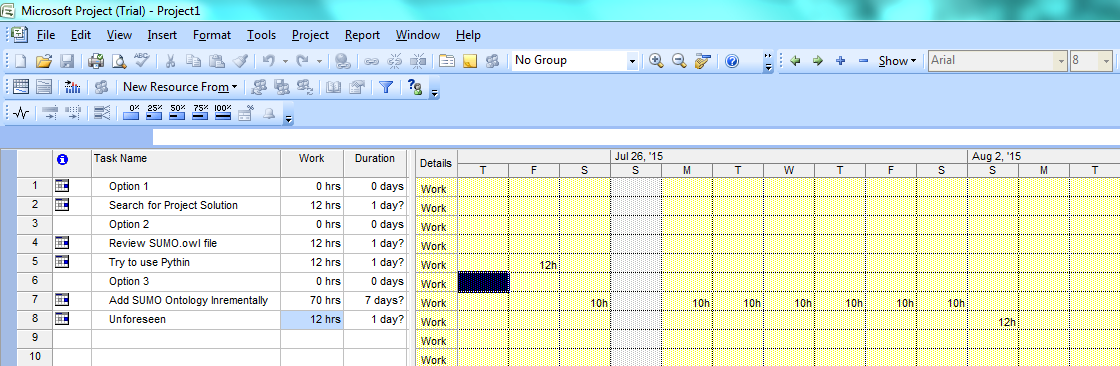 Microsoft Project (Trial) - Project1
File Edit View Insert Format Tools Project Report Window Help
ABC No Group Show Arial 8
New Resource From
0% 25% 50% 75% 100%
Task Name Work Duration Details Jul 26, '15 Aug 2, '15
T F S S M T W T F S S M T
1 Option 1 0 hrs 0 days Work
2 Search for Project Solution 12 hrs 1 day? Work
3 Option 2 0 hrs 0 days Work
4 Review SUMO.owl file 12 hrs 1 day? Work
5 Try to use Pythin 12 hrs 1 day? Work 12h
6 Option 3 0 hrs 0 days Work
7 Add SUMO Ontology Inrementally 70 hrs 7 days? Work 10h 10h 10h 10h 10h 10h 10h
8 Unforeseen 12 hrs 1 day? Work 12h
9 Work
10 Work